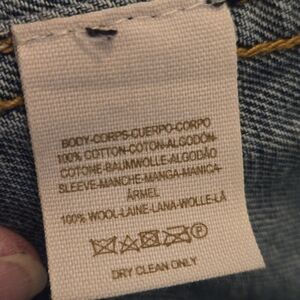 BODY-CORPS-CUERPO-CORPO
100% COTTON-COTON-ALGODÓN-
COTONE-BAUMWOLLE-ALGODÃO
SLEEVE-MANCHE-MANGA-MANICA-
ÄRMEL
100% WOOL-LAINE-LANA-WOLLE-LÃ
P
DRY CLEAN ONLY